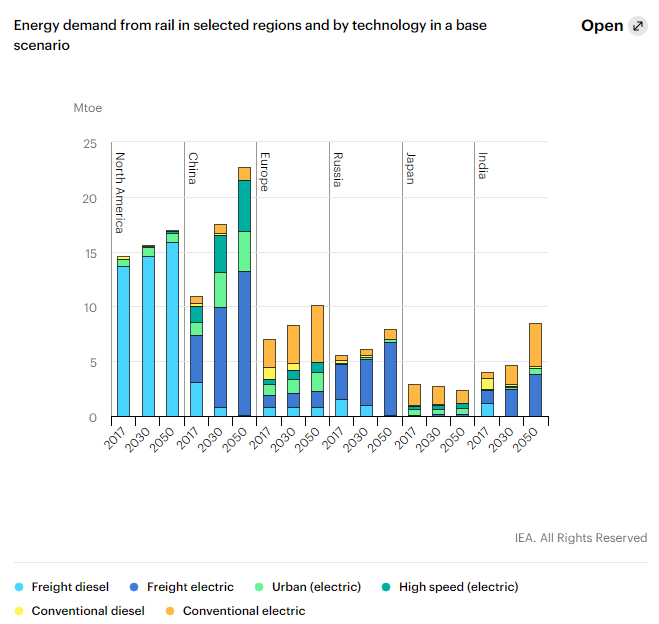 Energy demand from rail in selected regions and by technology in a base
scenario
Open
Mtoe
25
20
15
10
5
0
North America
China
Europe
Russia
Japan
India
2017
2030
2050
2017
2030
2050
2017
2030
2050
2017
2030
2050
2017
2030
2050
2017
2030
2050
IEA. All Rights Reserved
Freight diesel
Freight electric
Urban (electric)
High speed (electric)
Conventional diesel
Conventional electric